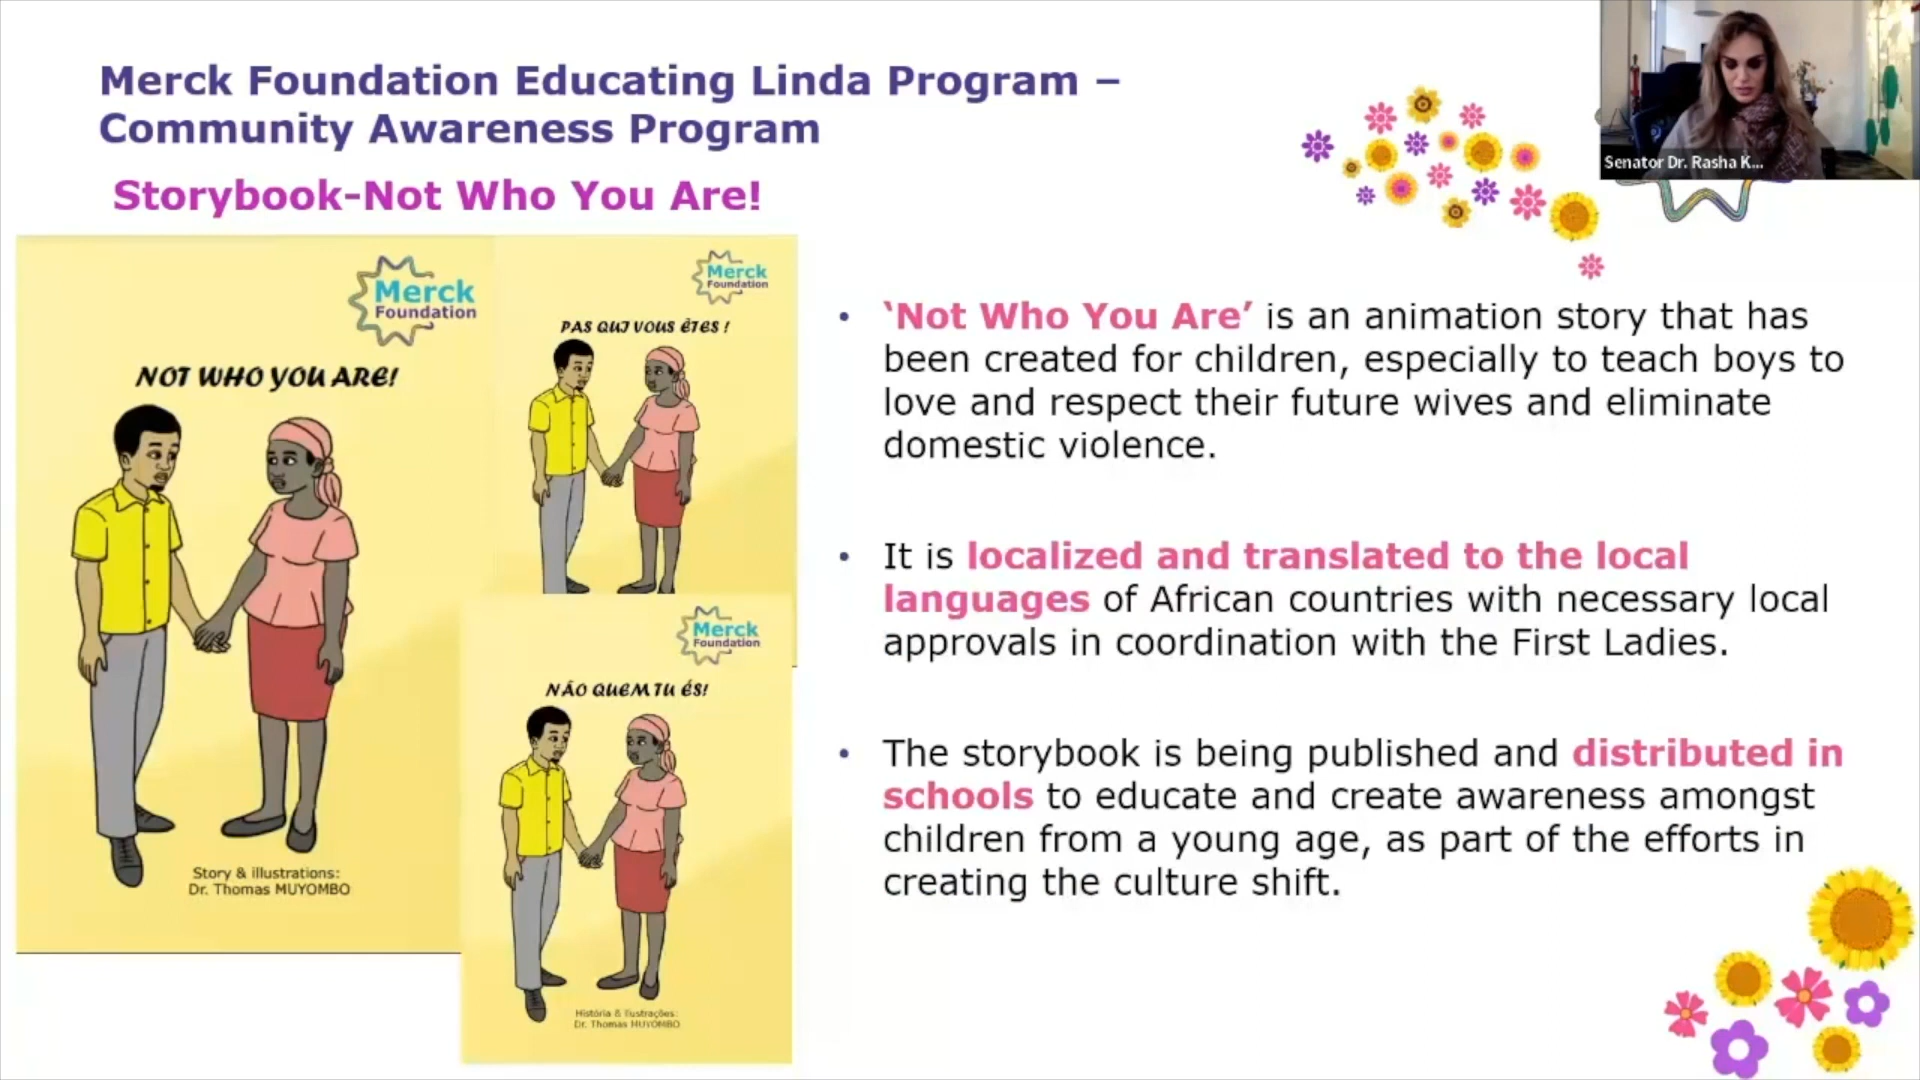 Merck Foundation Educating Linda Program –
Community Awareness Program
Storybook-Not Who You Are!
Senator Dr. Rasha K...
Merck
Foundation
NOT WHO YOU ARE!
Story & illustrations:
Dr. Thomas MUYOMBO
Merck
Foundation
PAS QUI VOUS ÊTES !
Merck
Foundation
NÃO QUEM TU ÉS!
História & Ilustrações:
Dr. Thomas MUYOMBO
• ‘Not Who You Are’ is an animation story that has
been created for children, especially to teach boys to
love and respect their future wives and eliminate
domestic violence.
• It is localized and translated to the local
languages of African countries with necessary local
approvals in coordination with the First Ladies.
• The storybook is being published and distributed in
schools to educate and create awareness amongst
children from a young age, as part of the efforts in
creating the culture shift.